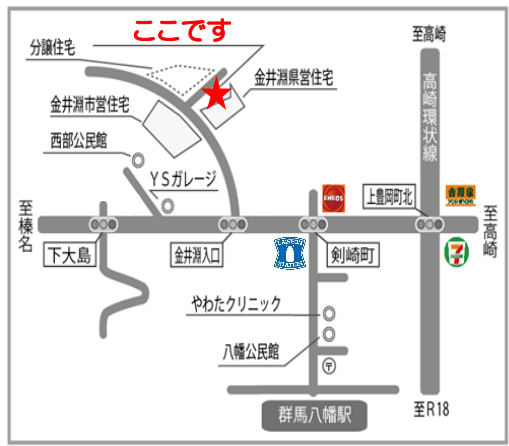 ここです
至高崎
分譲住宅
金井淵県営住宅
高崎環状線
金井淵市営住宅
西部公民館
YSガレージ
ENEOS
上豊岡町北
吉野家
YOSHINOYA
至榛名
至高崎
下大島
金井淵入口
剣崎町
やわたクリニック
八幡公民館
〒
至R18
群馬八幡駅